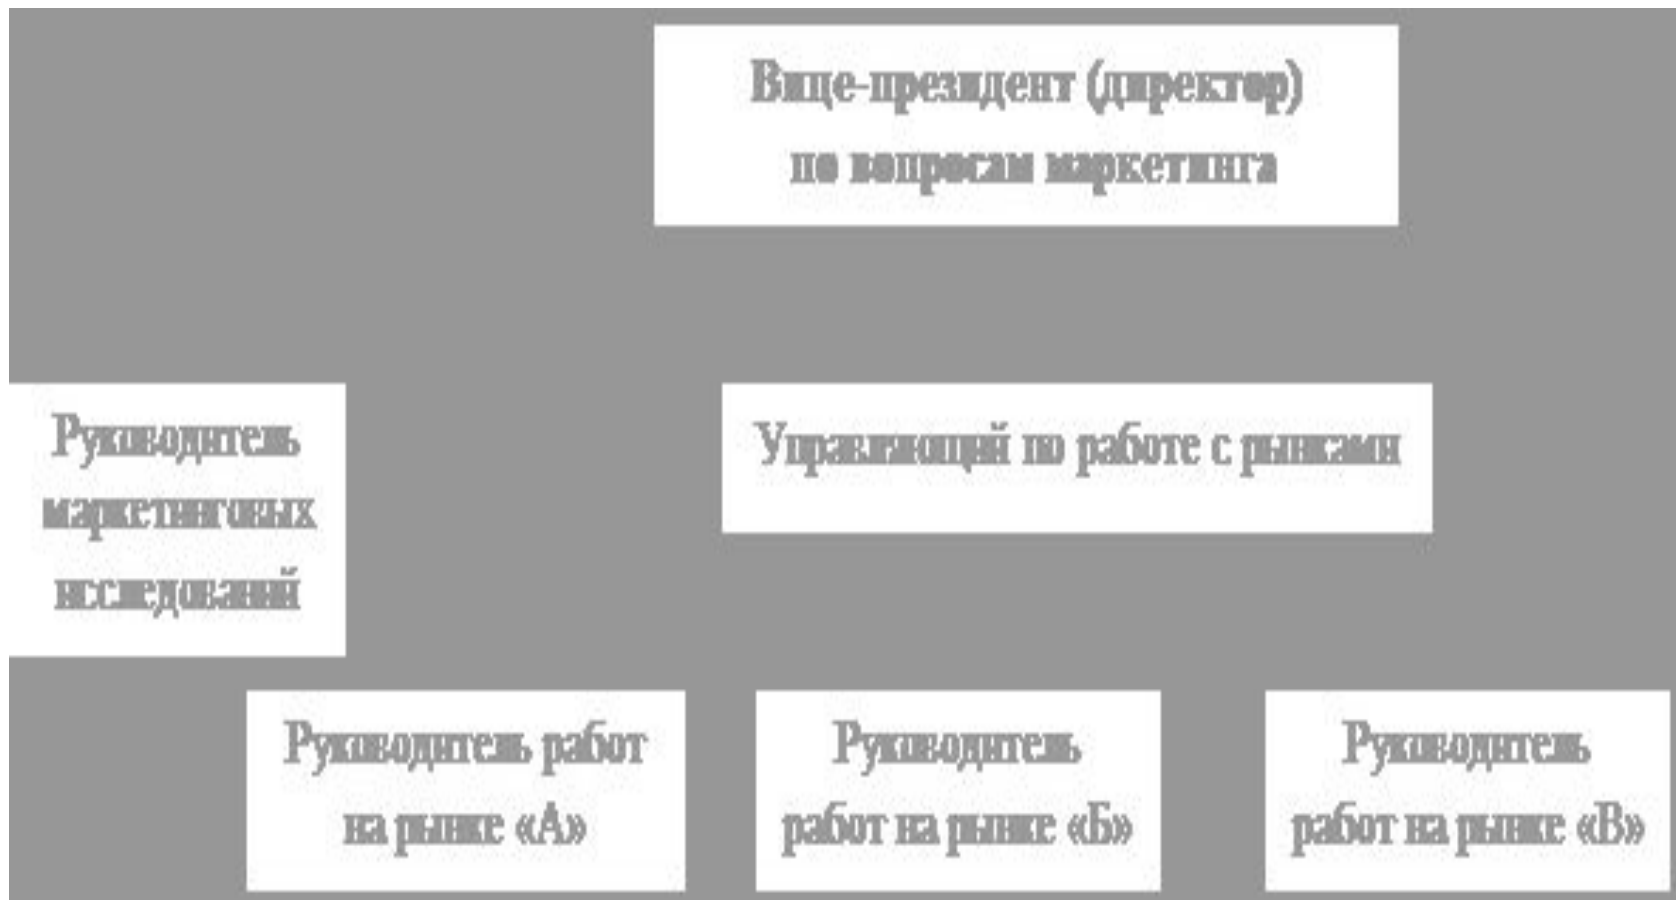 Вице-президент (директор)
по вопросам маркетинга
Руководитель
маркетинговых
исследований
Управляющий по работе с рынками
Руководитель работ
на рынке «А»
Руководитель
работ на рынке «Б»
Руководитель
работ на рынке «В»